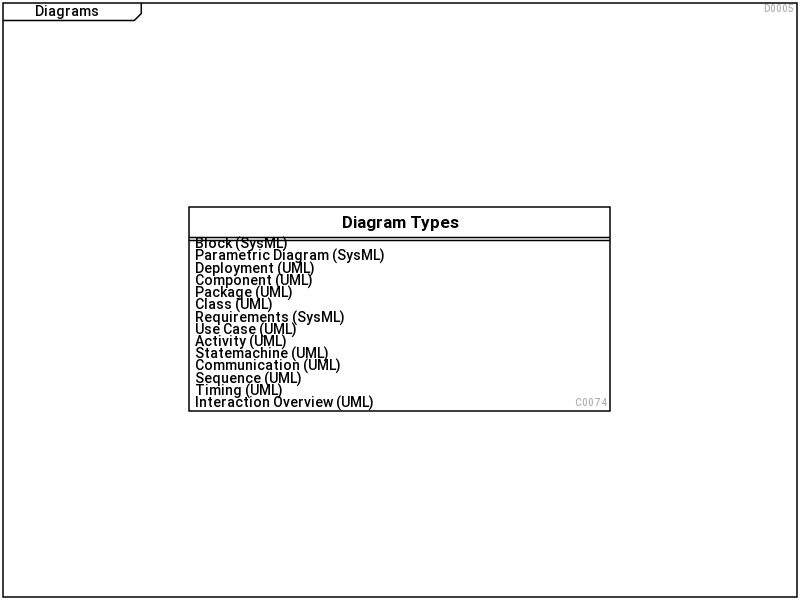 Diagrams
D0005
Diagram Types
Block (SysML)
Parametric Diagram (SysML)
Deployment (UML)
Component (UML)
Package (UML)
Class (UML)
Requirements (SysML)
Use Case (UML)
Activity (UML)
Statemachine (UML)
Communication (UML)
Sequence (UML)
Timing (UML)
Interaction Overview (UML)
C0074